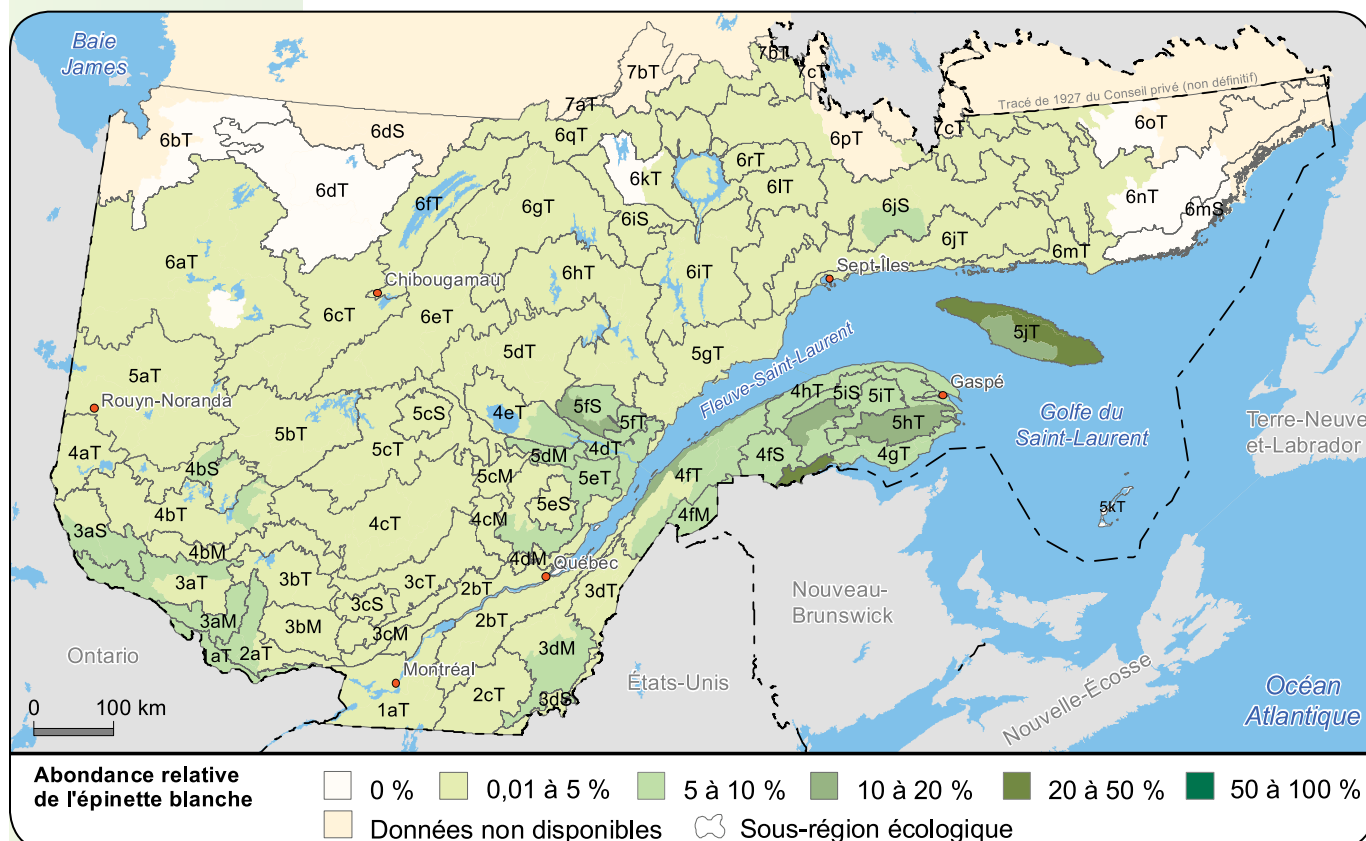 Baie
James
7bT
7bT
7cT
7aT
Tracé de 1927 du Conseil privé (non définitif)
6bT
6dS
6qT
6pT
7cT
6oT
6dT
6fT
6kT
6rT
6lT
6gT
6iS
6jS
6nT
6mS
6aT
6hT
6iT
6jT
6mT
Sept-Îles
Chibougamau
6cT
6eT
5dT
5gT
5jT
5aT
Rouyn-Noranda
5cS
4eT
5fS
5fT
Fleuve-Saint-Laurent
4hT
5iS
5iT
Gaspé
5hT
Golfe du
Saint-Laurent
Terre-Neuve-
et-Labrador
4aT
5bT
5cT
4bS
5dM
4dT
5cM
5eT
4fT
4fS
4gT
4bT
5eS
5kT
3aS
4cT
4cM
4fM
4bM
4dM
Québec
3aT
3bT
3cT
2bT
3dT
Nouveau-
Brunswick
3cS
3aM
3bM
3cM
2bT
3dM
Ontario
1aT
2aT
Montréal
2cT
3dS
États-Unis
1aT
Nouvelle-Écosse
Océan
Atlantique
0 100 km
Abondance relative
de l'épinette blanche
0 % 0,01 à 5 % 5 à 10 % 10 à 20 % 20 à 50 % 50 à 100 %
Données non disponibles Sous-région écologique